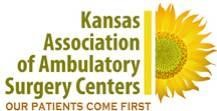 Kansas
Association
of Ambulatory
Surgery Centers
OUR PATIENTS COME FIRST